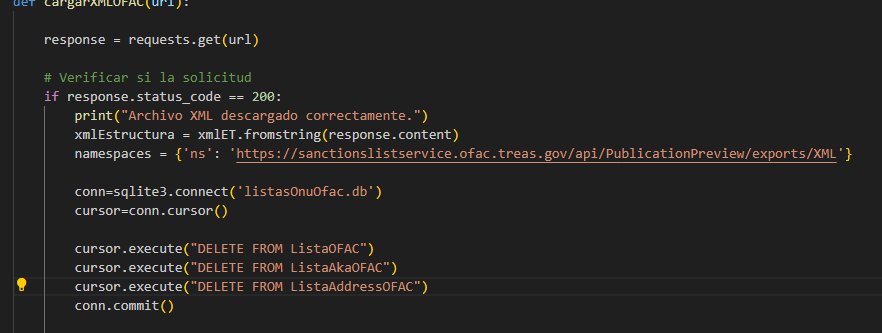 def cargarXMLOFAC(url):
response = requests.get(url)
# Verificar si la solicitud
if response.status_code == 200:
print("Archivo XML descargado correctamente.")
xmlEstructura = xmlET.fromstring(response.content)
namespaces = {'ns': 'https://sanctionslistservice.ofac.treas.gov/api/PublicationPreview/exports/XML'}
conn=sqlite3.connect('listasOnuOfac.db')
cursor=conn.cursor()
cursor.execute("DELETE FROM ListaOFAC")
cursor.execute("DELETE FROM ListaAkaOFAC")
cursor.execute("DELETE FROM ListaAddressOFAC")
conn.commit()